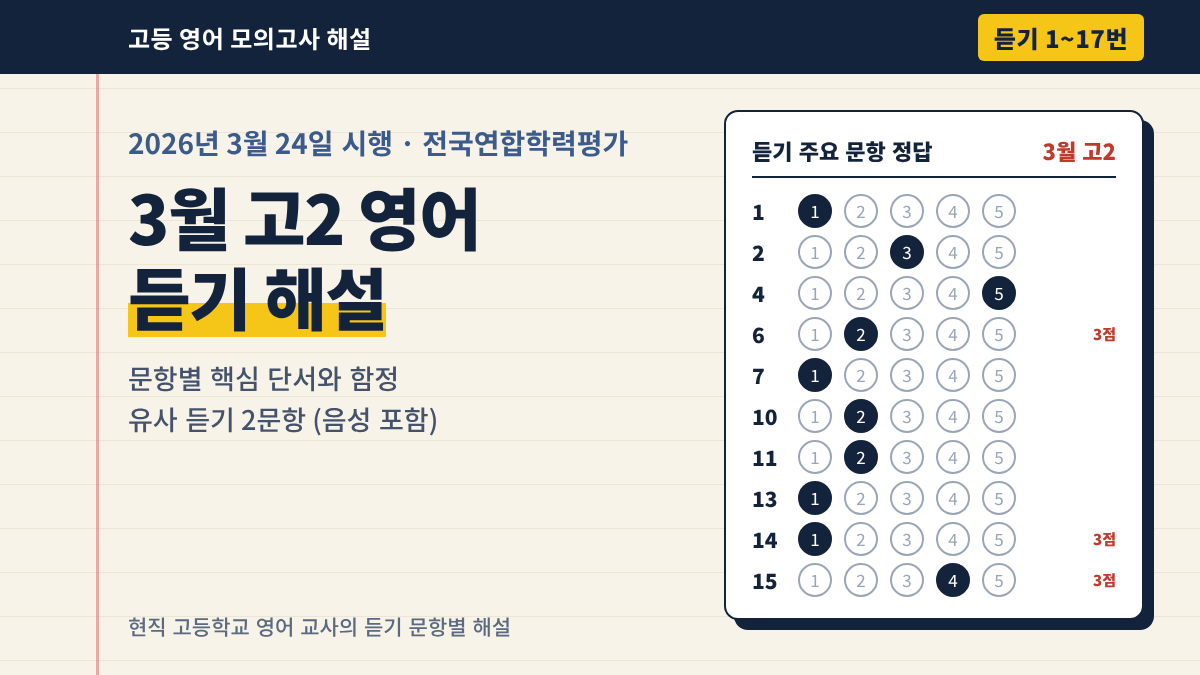 고등 영어 모의고사 해설
듣기 1~17번
2026년 3월 24일 시행 · 전국연합학력평가
3월 고2 영어
듣기 해설
문항별 핵심 단서와 함정
유사 듣기 2문항 (음성 포함)
현직 고등학교 영어 교사의 듣기 문항별 해설
듣기 주요 문항 정답 3월 고2
1 1 2 3 4 5
2 1 2 3 4 5
4 1 2 3 4 5
6 1 2 3 4 5 3점
7 1 2 3 4 5
10 1 2 3 4 5
11 1 2 3 4 5
13 1 2 3 4 5
14 1 2 3 4 5 3점
15 1 2 3 4 5 3점